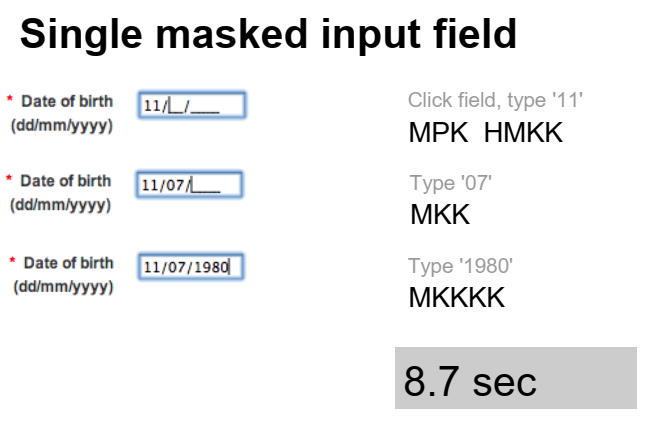 Single masked input field
* Date of birth
(dd/mm/yyyy)
11/__/____
Click field, type '11'
MPK HMKK
* Date of birth
(dd/mm/yyyy)
11/07/____
Type '07'
MKK
* Date of birth
(dd/mm/yyyy)
11/07/1980
Type '1980'
MKKKK
8.7 sec